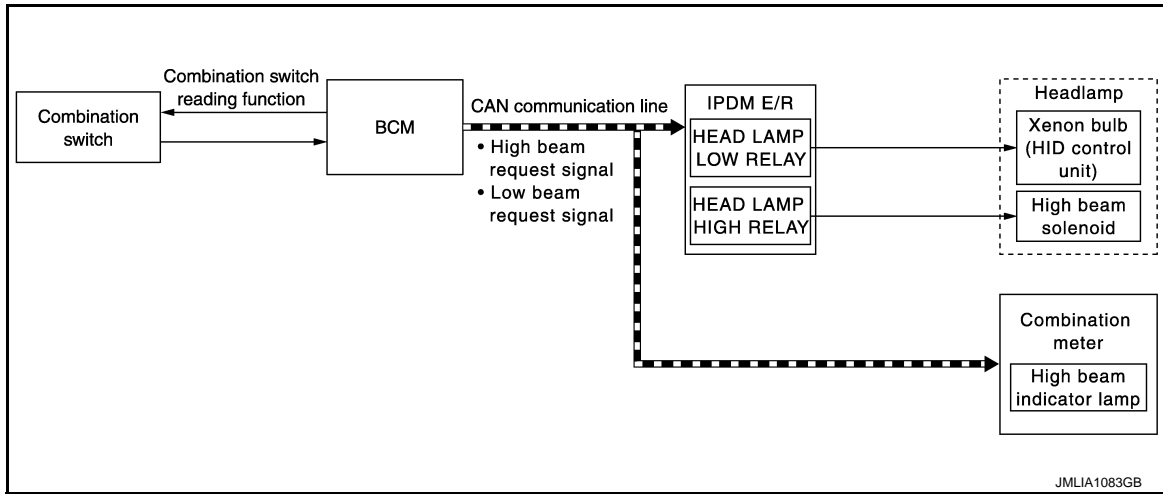 Combination
switch
Combination switch
reading function
BCM
CAN communication line
• High beam
request signal
• Low beam
request signal
IPDM E/R
HEAD LAMP
LOW RELAY
HEAD LAMP
HIGH RELAY
Headlamp
Xenon bulb
(HID control
unit)
High beam
solenoid
Combination
meter
High beam
indicator lamp
JMLIA1083GB